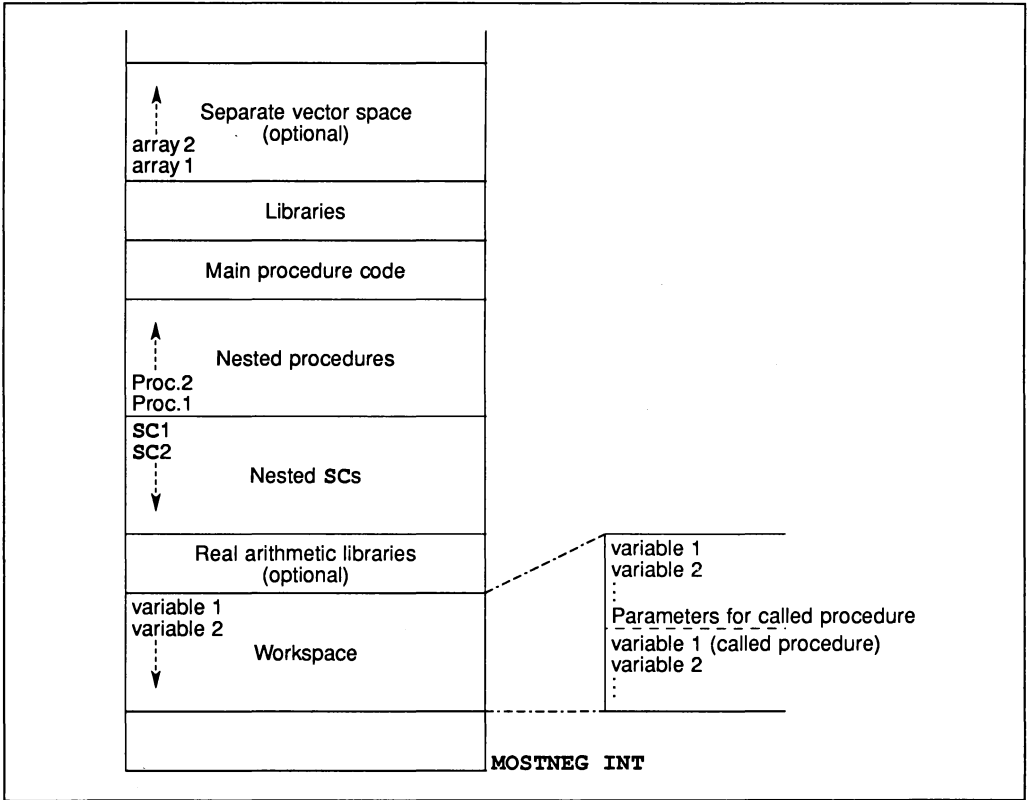 Separate vector space
(optional)
array 2
array 1
Libraries
Main procedure code
Nested procedures
Proc.2
Proc.1
SC1
SC2
Nested SCs
Real arithmetic libraries
(optional)
variable 1
variable 2
Workspace
variable 1
variable 2
Parameters for called procedure
variable 1 (called procedure)
variable 2
MOSTNEG INT